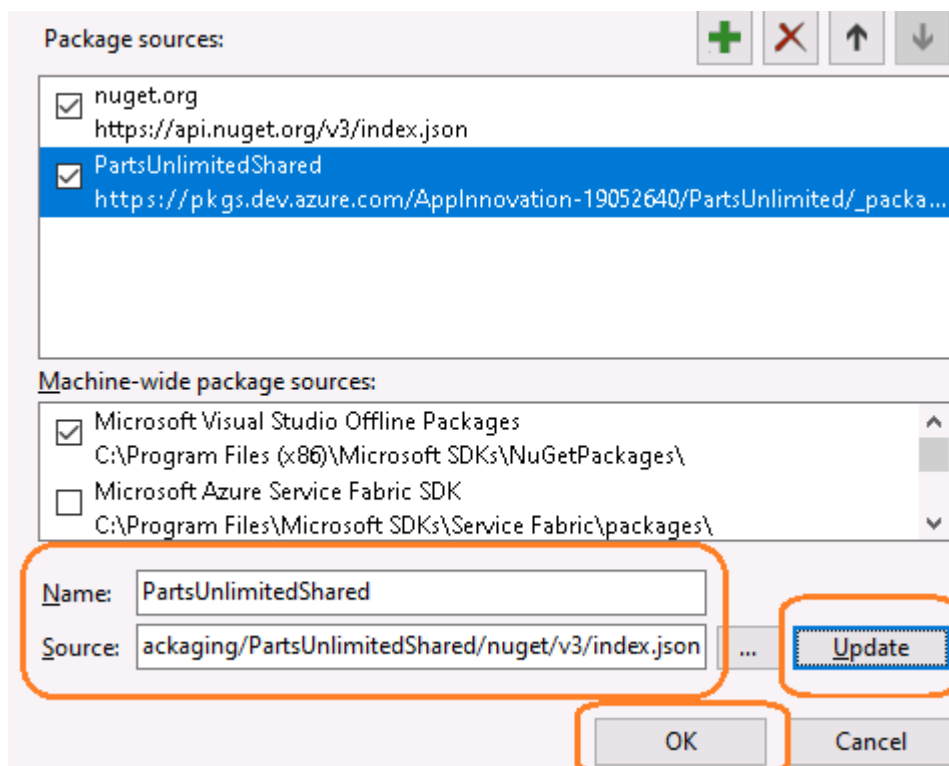 Package sources:
nuget.org
https://api.nuget.org/v3/index.json
PartsUnlimitedShared
https://pkgs.dev.azure.com/AppInnovation-19052640/PartsUnlimited/_packa...
Machine-wide package sources:
Microsoft Visual Studio Offline Packages
C:\Program Files (x86)\Microsoft SDKs\NuGetPackages\
Microsoft Azure Service Fabric SDK
C:\Program Files\Microsoft SDKs\Service Fabric\packages\
Name: PartsUnlimitedShared
Source: ackaging/PartsUnlimitedShared/nuget/v3/index.json ... Update
OK Cancel